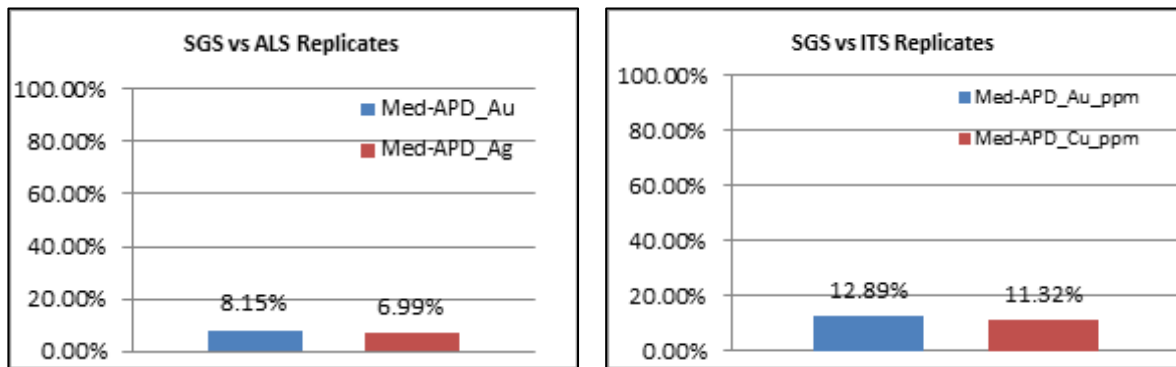 SGS vs ALS Replicates
100.00%
80.00%
60.00%
40.00%
20.00%
0.00%
Med-APD_Au
Med-APD_Ag
8.15%
6.99%
SGS vs ITS Replicates
100.00%
80.00%
60.00%
40.00%
20.00%
0.00%
Med-APD_Au_ppm
Med-APD_Cu_ppm
12.89%
11.32%